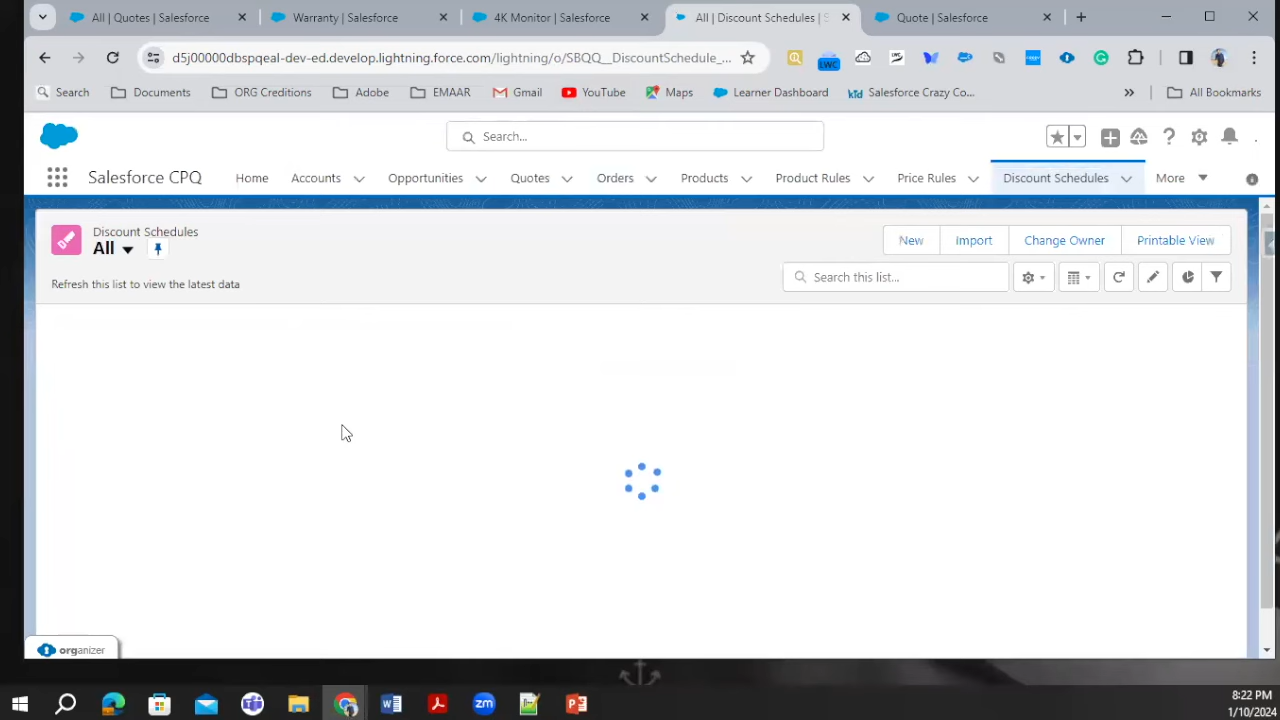 All | Quotes | Salesforce
Warranty | Salesforce
4K Monitor | Salesforce
All | Discount Schedules | S
Quote | Salesforce
d5j00000dbspqeal-dev-ed.develop.lightning.force.com/lightning/o/SBQQ__DiscountSchedule_...
LWC
Search
Documents
ORG Creditions
Adobe
EMAAR
Gmail
YouTube
Maps
Learner Dashboard
kid Salesforce Crazy Co...
»
All Bookmarks
Search...
Salesforce CPQ
Home
Accounts
Opportunities
Quotes
Orders
Products
Product Rules
Price Rules
Discount Schedules
More
Discount Schedules
All
New
Import
Change Owner
Printable View
Refresh this list to view the latest data
Search this list...
organizer
8:22 PM
1/10/2024